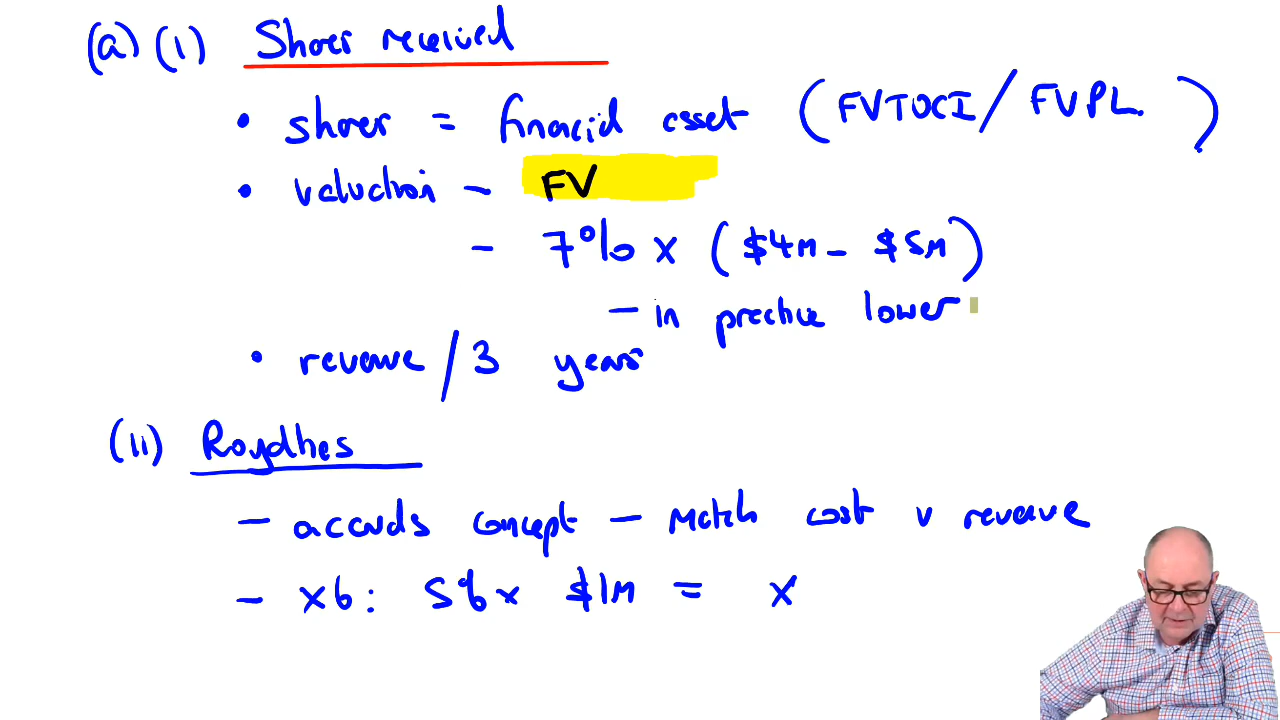 (a) (i) Shares received
• shares = financial asset (FVTOCI / FVPL )
• valuation - FV
- 7% x ($4M - $5M)
- in practice lower
• revenue / 3 years
(ii) Royalties
- accruals concept - match cost v revenue
- X6: 5% x $1M = X